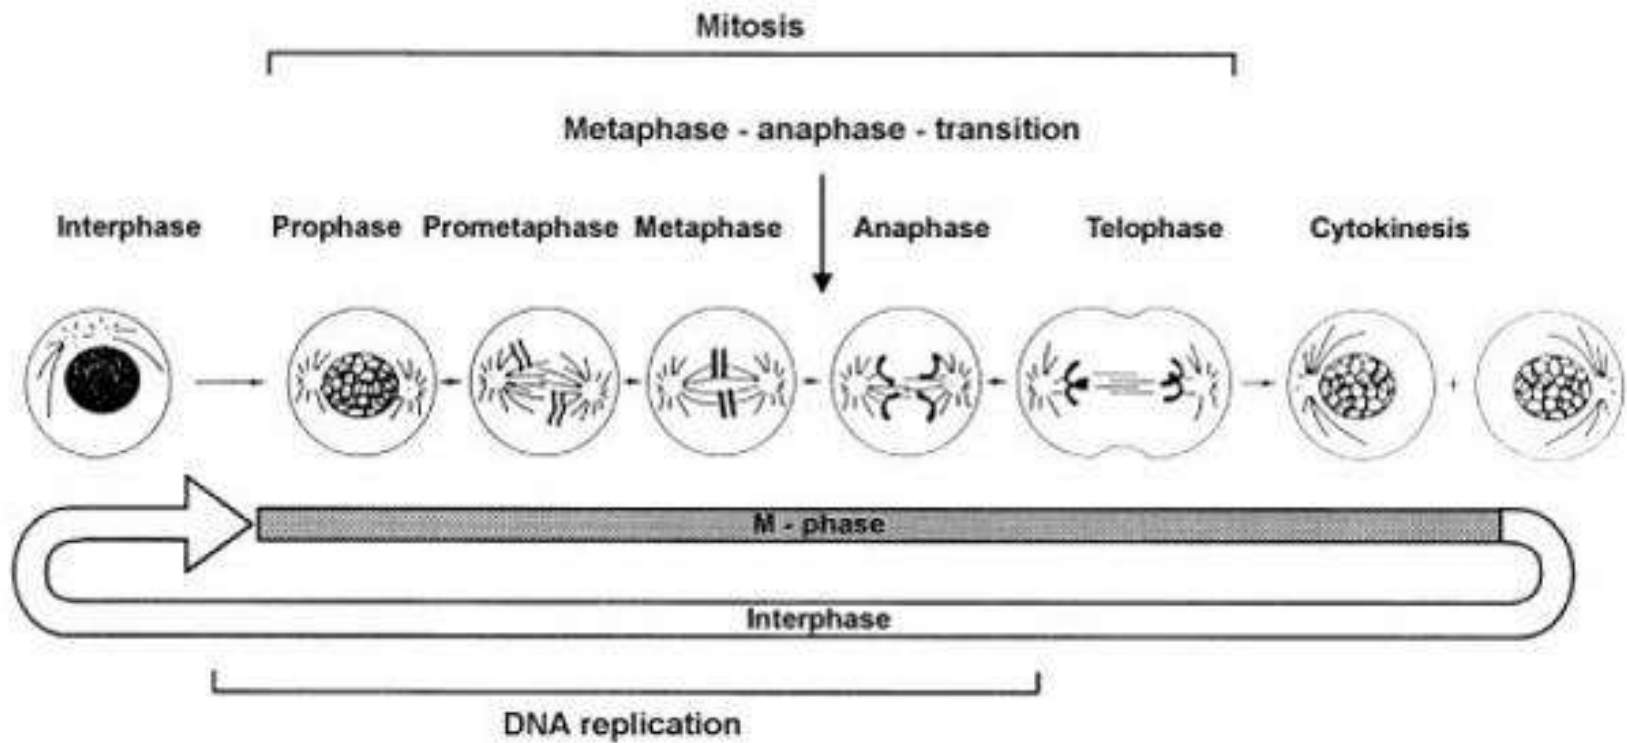 Mitosis
Metaphase - anaphase - transition
Interphase Prophase Prometaphase Metaphase Anaphase Telophase Cytokinesis
+
M - phase
Interphase
DNA replication